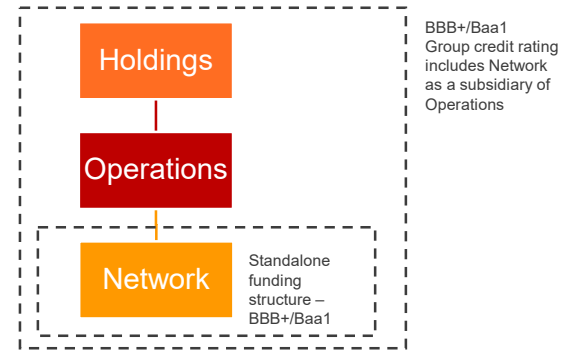 Holdings
BBB+/Baa1
Group credit rating
includes Network
as a subsidiary of
Operations
Operations
Network
Standalone
funding
structure –
BBB+/Baa1